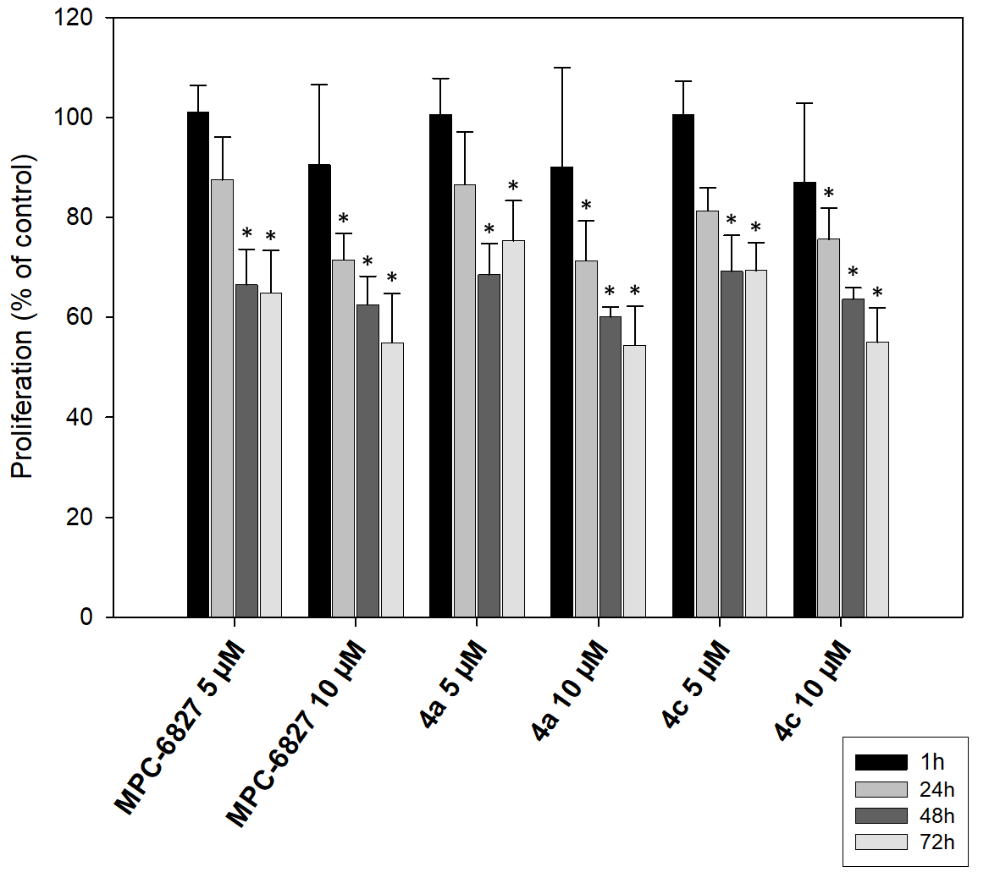 120
100
80
60
40
20
0
Proliferation (% of control)
* *
* * *
* *
* * *
* *
* * *
MPC-6827 5 µM
MPC-6827 10 µM
4a 5 µM
4a 10 µM
4c 5 µM
4c 10 µM
1h
24h
48h
72h